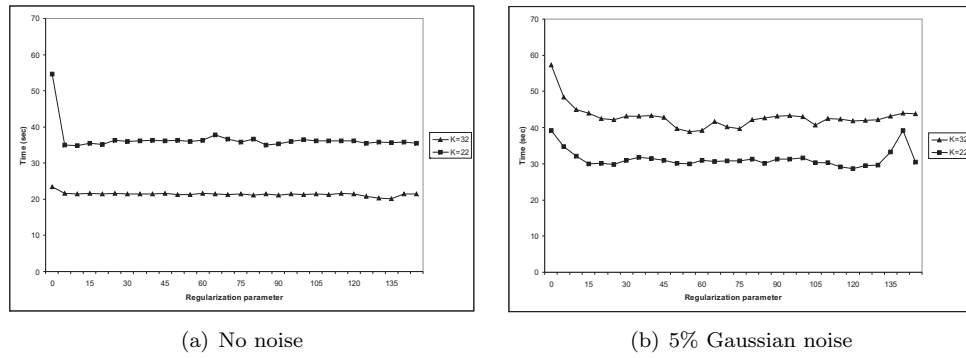 70
60
50
40
30
20
10
0
Time (sec)
0 15 30 45 60 75 90 105 120 135
Regularization parameter
K=32
K=22
(a) No noise
70
60
50
40
30
20
10
0
Time (sec)
0 15 30 45 60 75 90 105 120 135
Regularization parameter
K=32
K=22
(b) 5% Gaussian noise